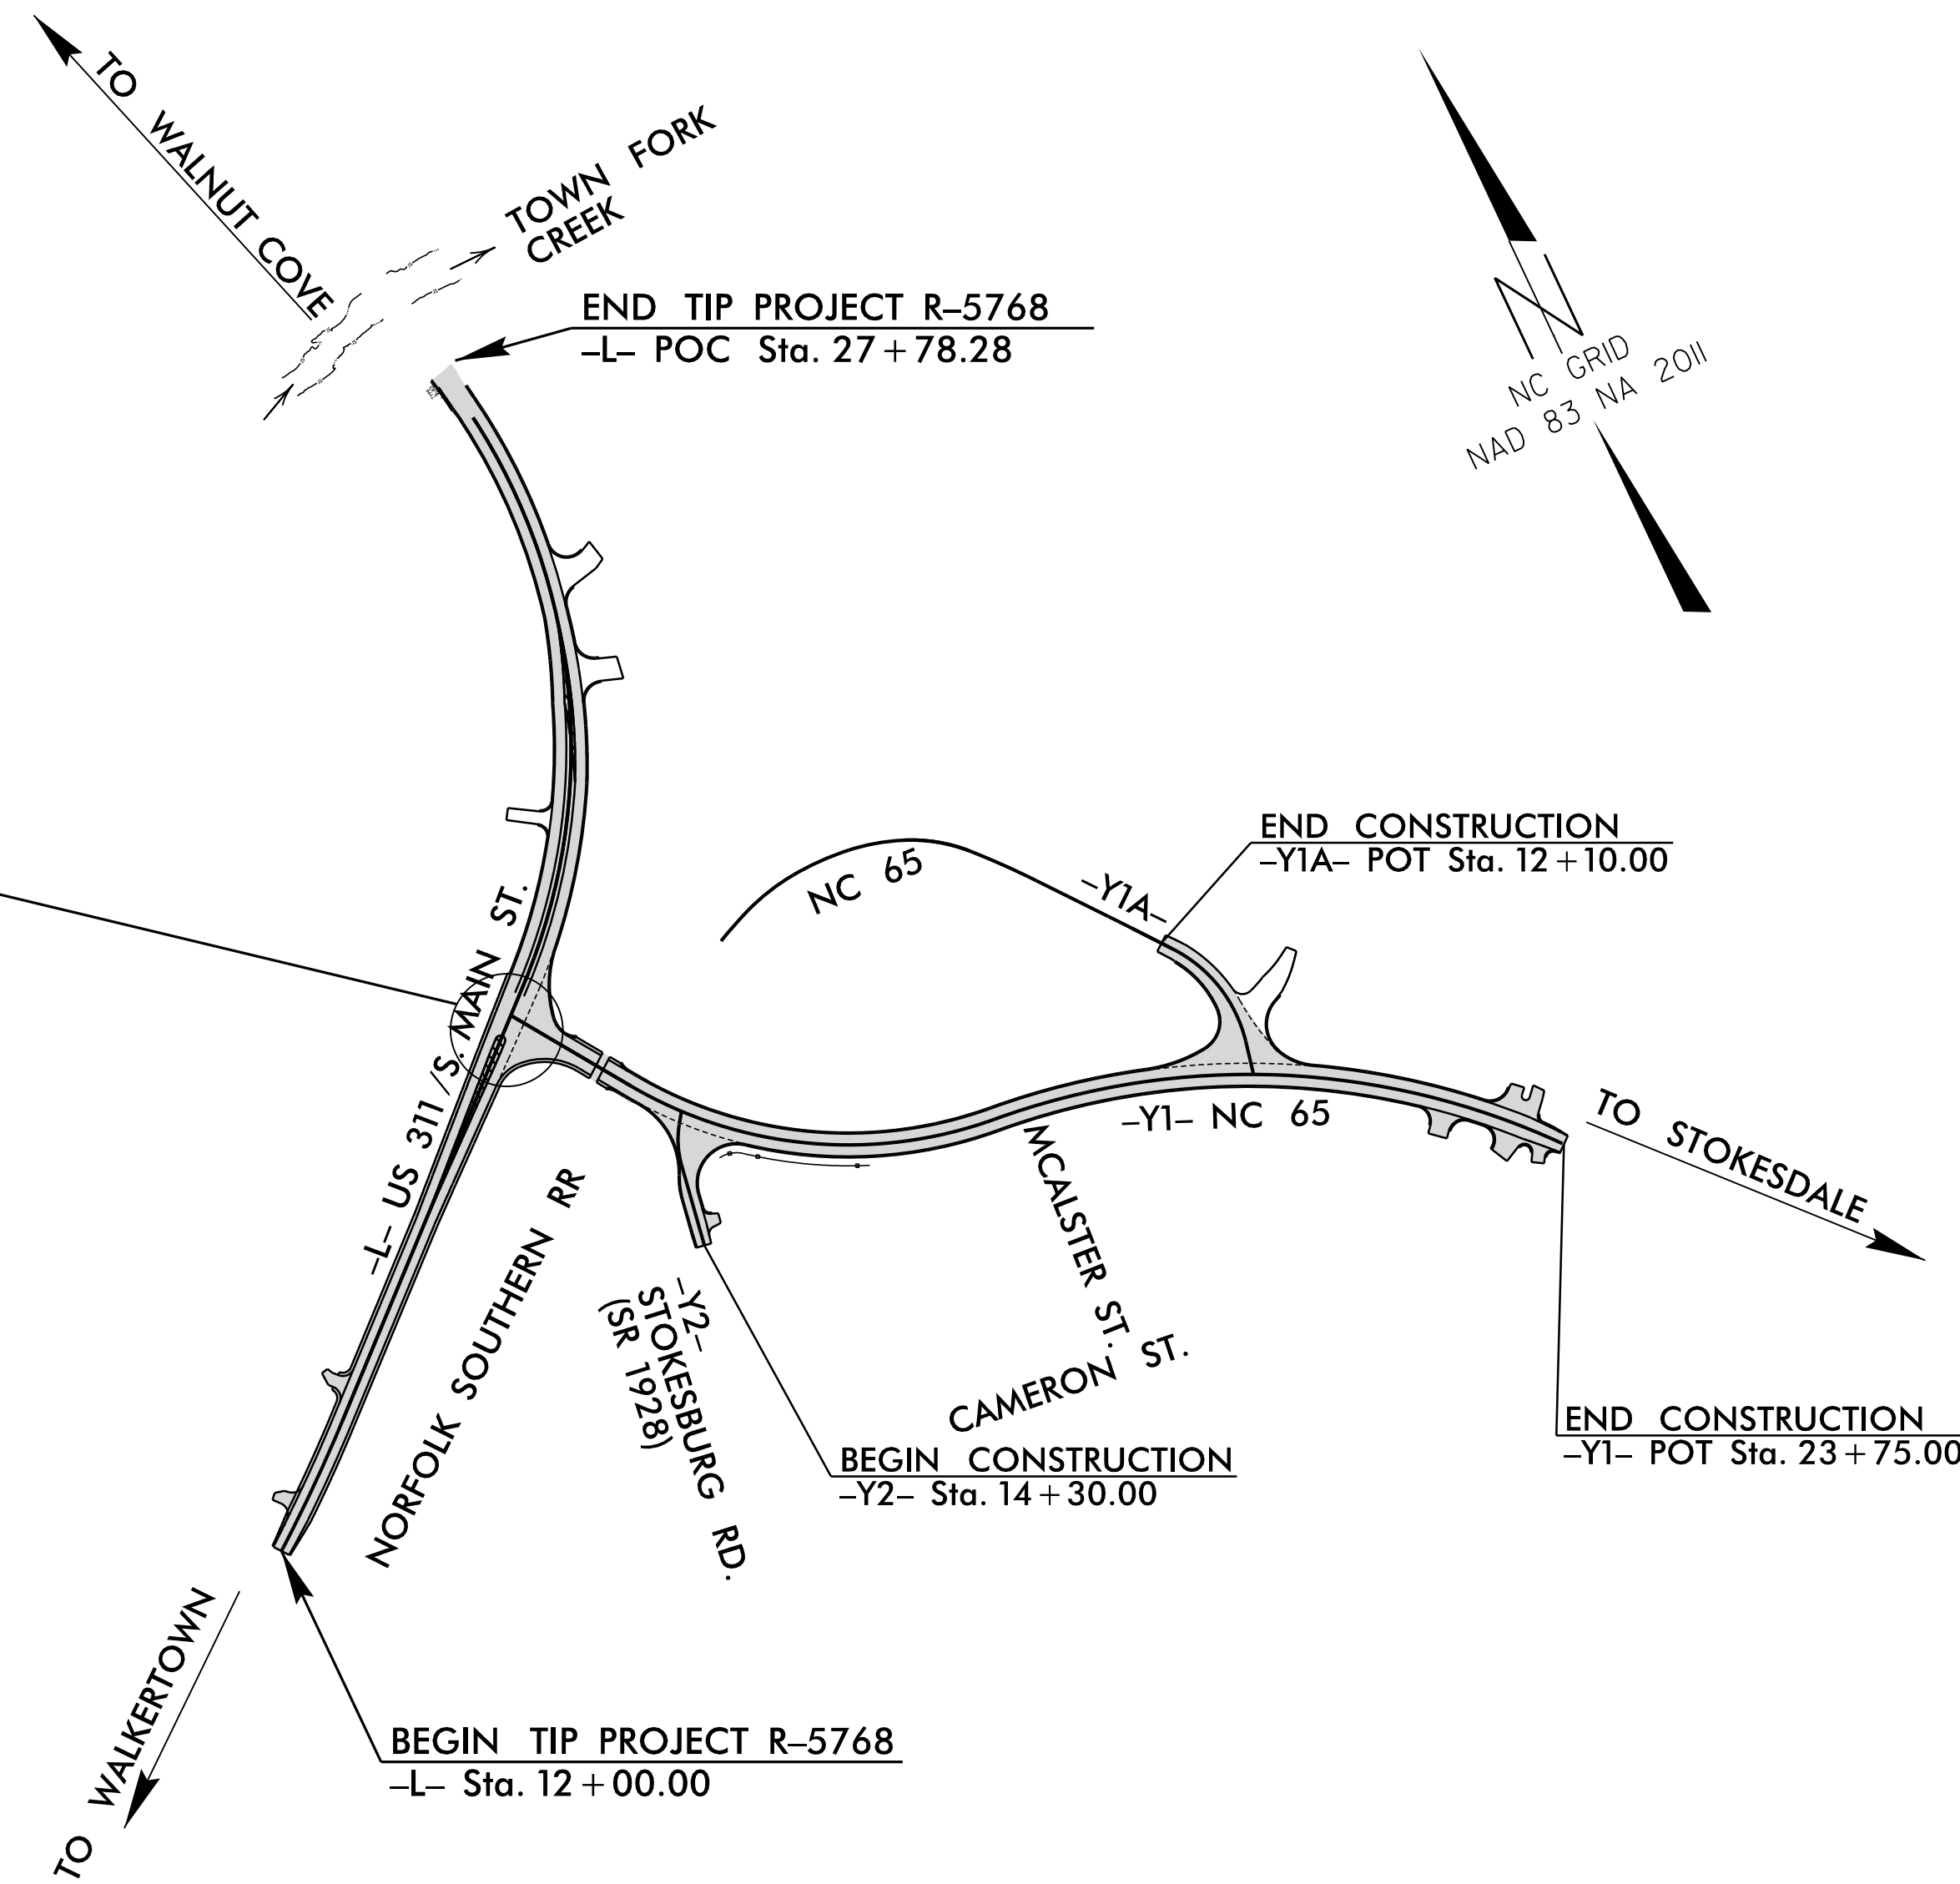 TO WALNUT COVE
TOWN FORK
CREEK
END TIP PROJECT R–5768
–L– POC Sta. 27+78.28
N
NC GRID
NAD 83 NA 2011
END CONSTRUCTION
–Y1A– POT Sta. 12+10.00
NC 65
–Y1A–
–L– US 311/S. MAIN ST.
–Y1– NC 65
TO STOKESDALE
NORFOLK SOUTHERN RR
MCALSTER ST.
CAMERON ST.
–Y2–
STOKESBURG RD.
(SR 1928)
END CONSTRUCTION
–Y1– POT Sta. 23+75.00
BEGIN CONSTRUCTION
–Y2– Sta. 14+30.00
TO WALKERTOWN
BEGIN TIP PROJECT R–5768
–L– Sta. 12+00.00